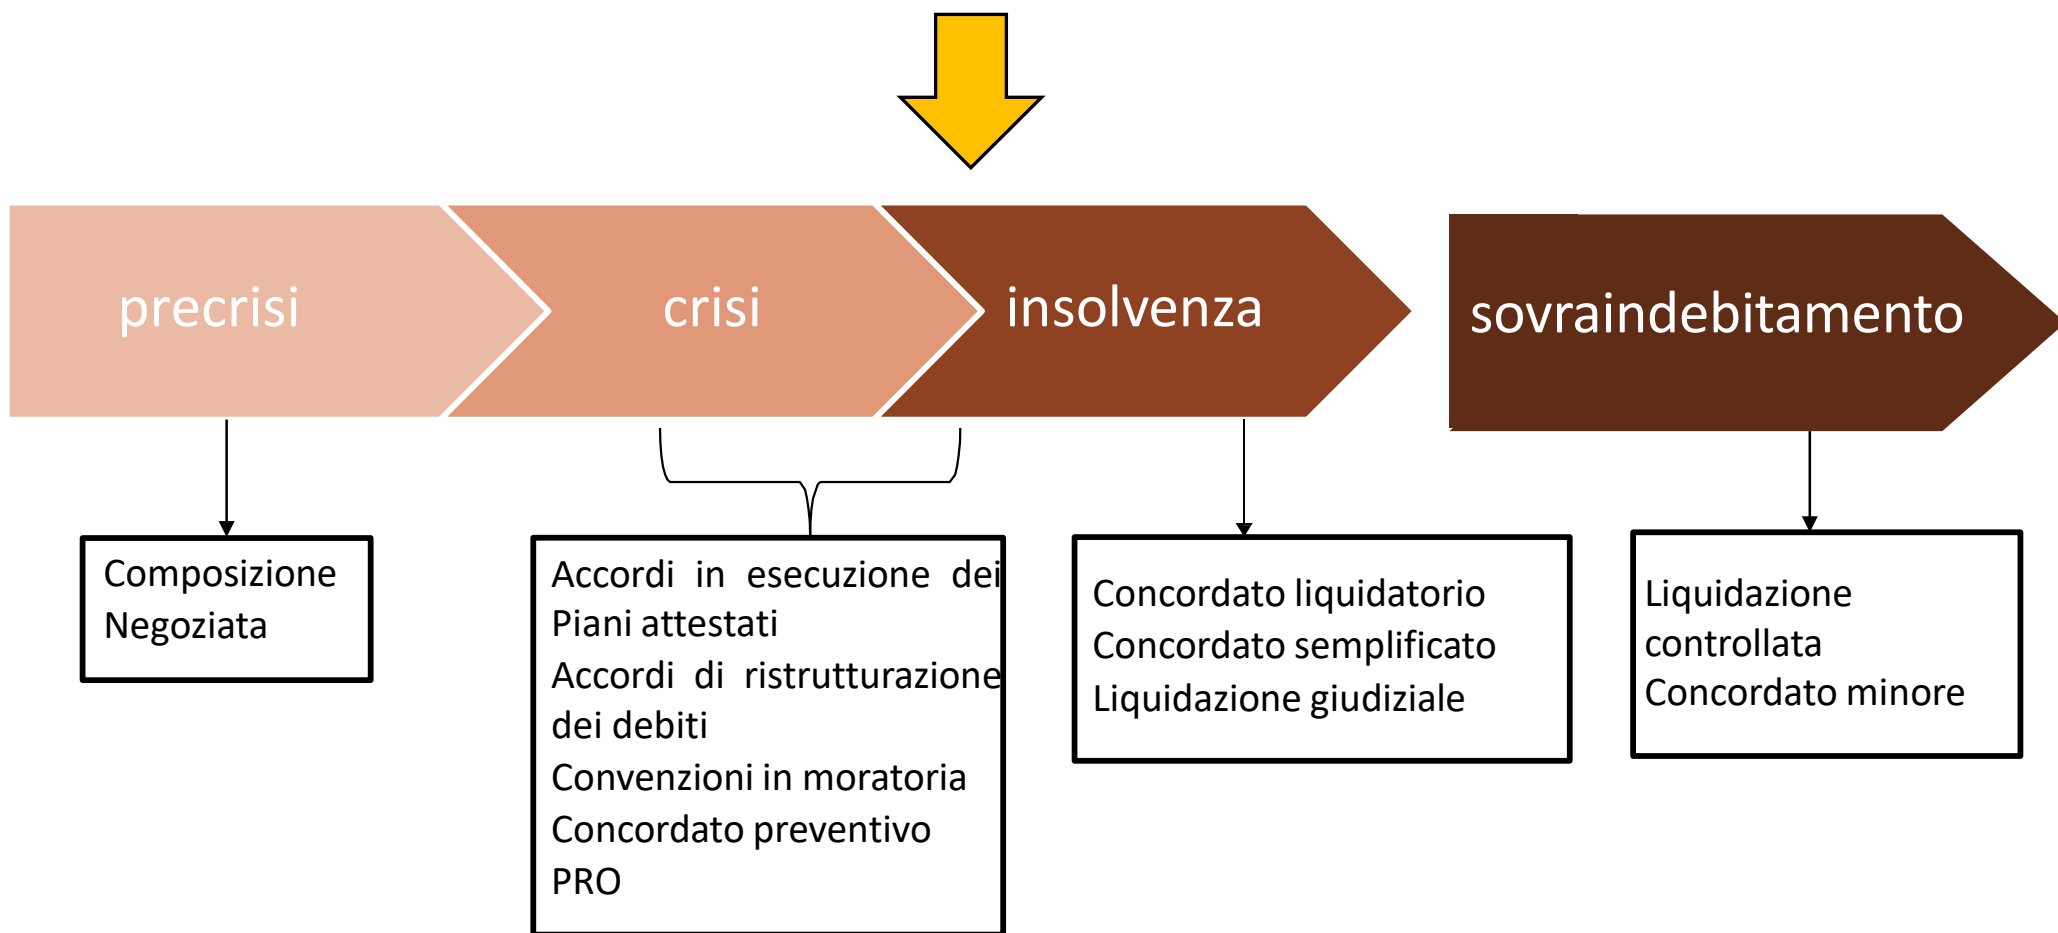 precrisi
crisi
insolvenza
sovraindebitamento
Composizione
Negoziata
Accordi in esecuzione dei
Piani attestati
Accordi di ristrutturazione
dei debiti
Convenzioni in moratoria
Concordato preventivo
PRO
Concordato liquidatorio
Concordato semplificato
Liquidazione giudiziale
Liquidazione
controllata
Concordato minore